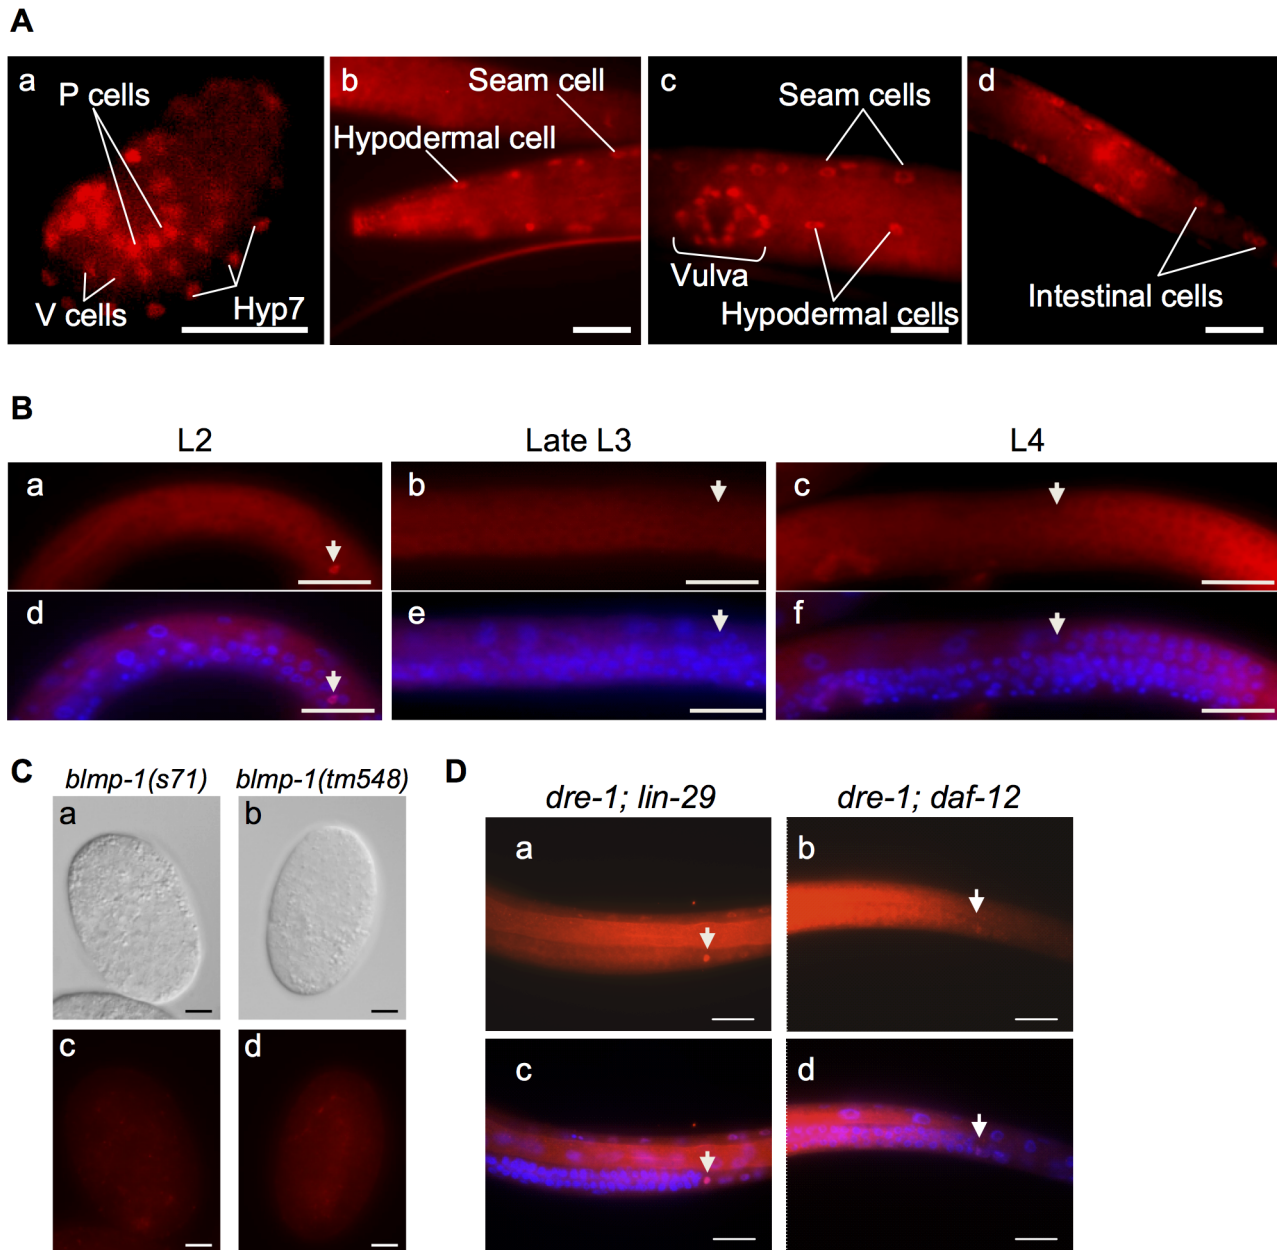 A
a
P cells
V cells
Hyp7
b
Seam cell
Hypodermal cell
c
Seam cells
Vulva
Hypodermal cells
d
Intestinal cells
B
L2
Late L3
L4
a
b
c
d
e
f
C
blmp-1(s71)
blmp-1(tm548)
a
b
c
d
D
dre-1; lin-29
dre-1; daf-12
a
b
c
d